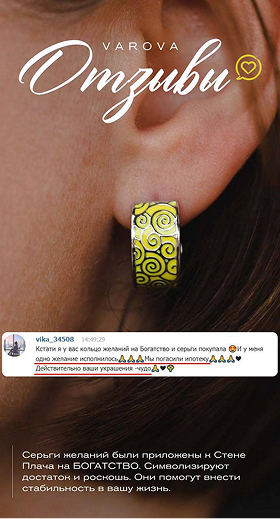 VAROVA
Отзиви
vika_34508 14:49:29
Кстати я у вас кольцо желаний на Богатство и серьги покупала 😍И у меня
одно желание исполнилось🙏🙏🙏Мы погасили ипотеку🙏🙏🙏❤
Действительно ваши украшения -чудо🙏❤🌻
Серьги желаний были приложены к Стене
Плача на БОГАТСТВО. Символизируют
достаток и роскошь. Они помогут внести
стабильность в вашу жизнь.